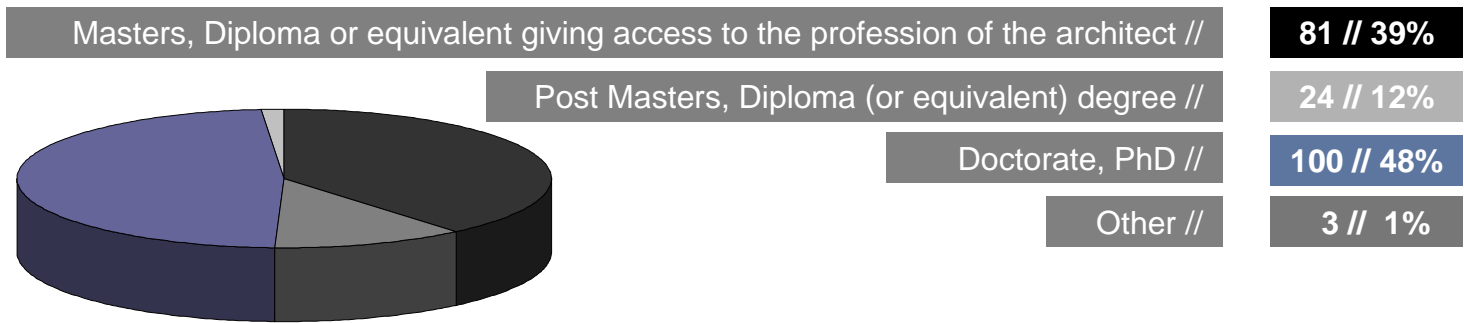 Masters, Diploma or equivalent giving access to the profession of the architect // 81 // 39%
Post Masters, Diploma (or equivalent) degree // 24 // 12%
Doctorate, PhD // 100 // 48%
Other // 3 // 1%